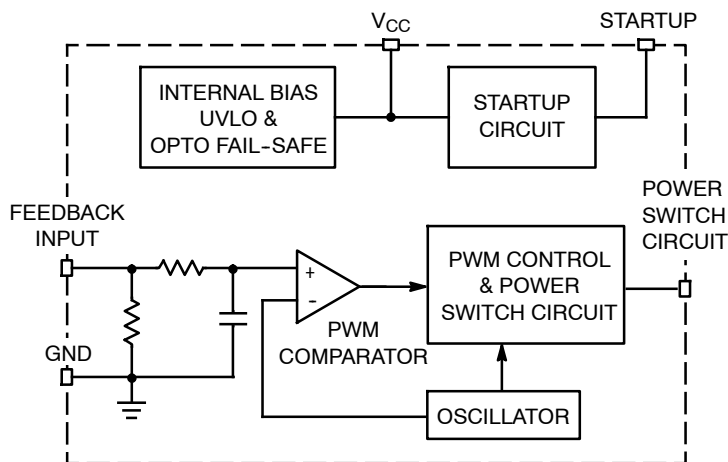 VCC
STARTUP
INTERNAL BIAS
UVLO &
OPTO FAIL-SAFE
STARTUP
CIRCUIT
FEEDBACK
INPUT
POWER
SWITCH
CIRCUIT
+
-
PWM
COMPARATOR
PWM CONTROL
& POWER
SWITCH CIRCUIT
GND
OSCILLATOR